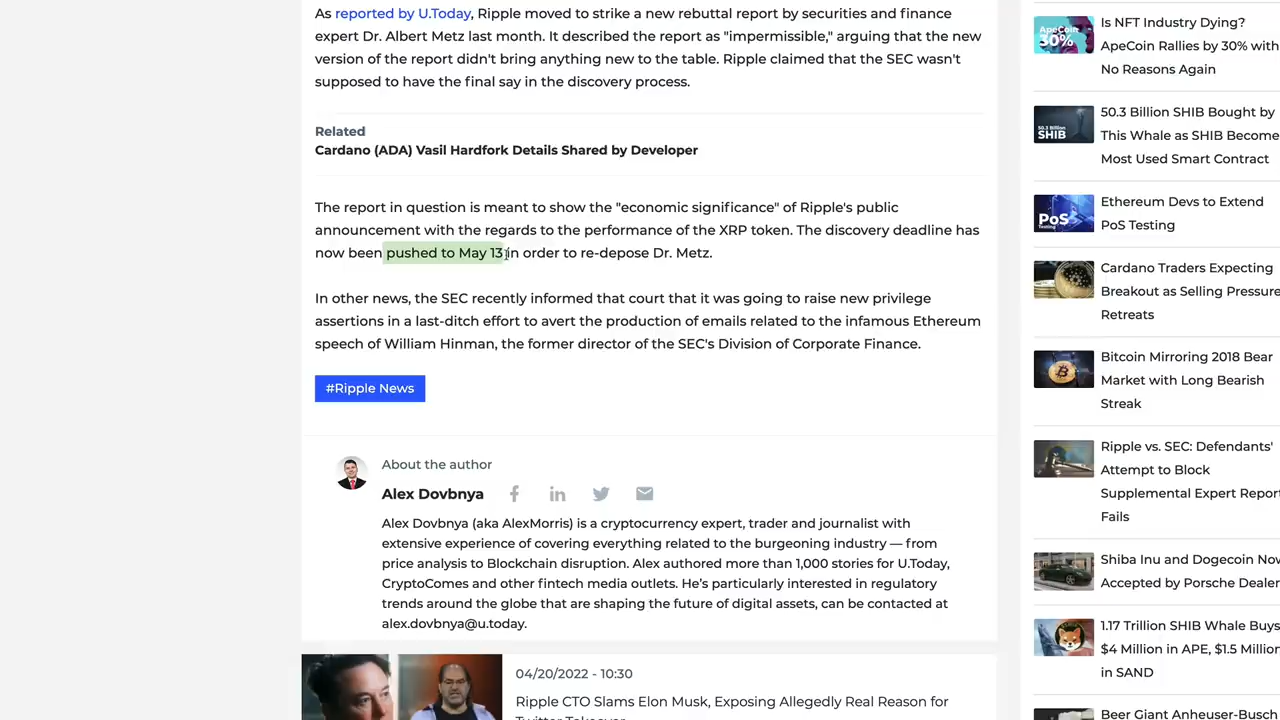 As reported by U.Today, Ripple moved to strike a new rebuttal report by securities and finance
expert Dr. Albert Metz last month. It described the report as "impermissible," arguing that the new
version of the report didn't bring anything new to the table. Ripple claimed that the SEC wasn't
supposed to have the final say in the discovery process.
Related
Cardano (ADA) Vasil Hardfork Details Shared by Developer
The report in question is meant to show the "economic significance" of Ripple's public
announcement with the regards to the performance of the XRP token. The discovery deadline has
now been pushed to May 13 in order to re-depose Dr. Metz.
In other news, the SEC recently informed that court that it was going to raise new privilege
assertions in a last-ditch effort to avert the production of emails related to the infamous Ethereum
speech of William Hinman, the former director of the SEC's Division of Corporate Finance.
#Ripple News
About the author
Alex Dovbnya
Alex Dovbnya (aka AlexMorris) is a cryptocurrency expert, trader and journalist with
extensive experience of covering everything related to the burgeoning industry — from
price analysis to Blockchain disruption. Alex authored more than 1,000 stories for U.Today,
CryptoComes and other fintech media outlets. He's particularly interested in regulatory
trends around the globe that are shaping the future of digital assets, can be contacted at
alex.dovbnya@u.today.
04/20/2022 - 10:30
Ripple CTO Slams Elon Musk, Exposing Allegedly Real Reason for
Twitter Takeover
ApeCoin
30%
Is NFT Industry Dying?
ApeCoin Rallies by 30% with
No Reasons Again
50.3 Billion
SHIB
50.3 Billion SHIB Bought by
This Whale as SHIB Become
Most Used Smart Contract
PoS
Testing
Ethereum Devs to Extend
PoS Testing
Cardano Traders Expecting
Breakout as Selling Pressure
Retreats
Bitcoin Mirroring 2018 Bear
Market with Long Bearish
Streak
Ripple vs. SEC: Defendants'
Attempt to Block
Supplemental Expert Report
Fails
Shiba Inu and Dogecoin Now
Accepted by Porsche Dealer
1.17 Trillion SHIB Whale Buys
$4 Million in APE, $1.5 Million
in SAND
Beer Giant Anheuser-Busch